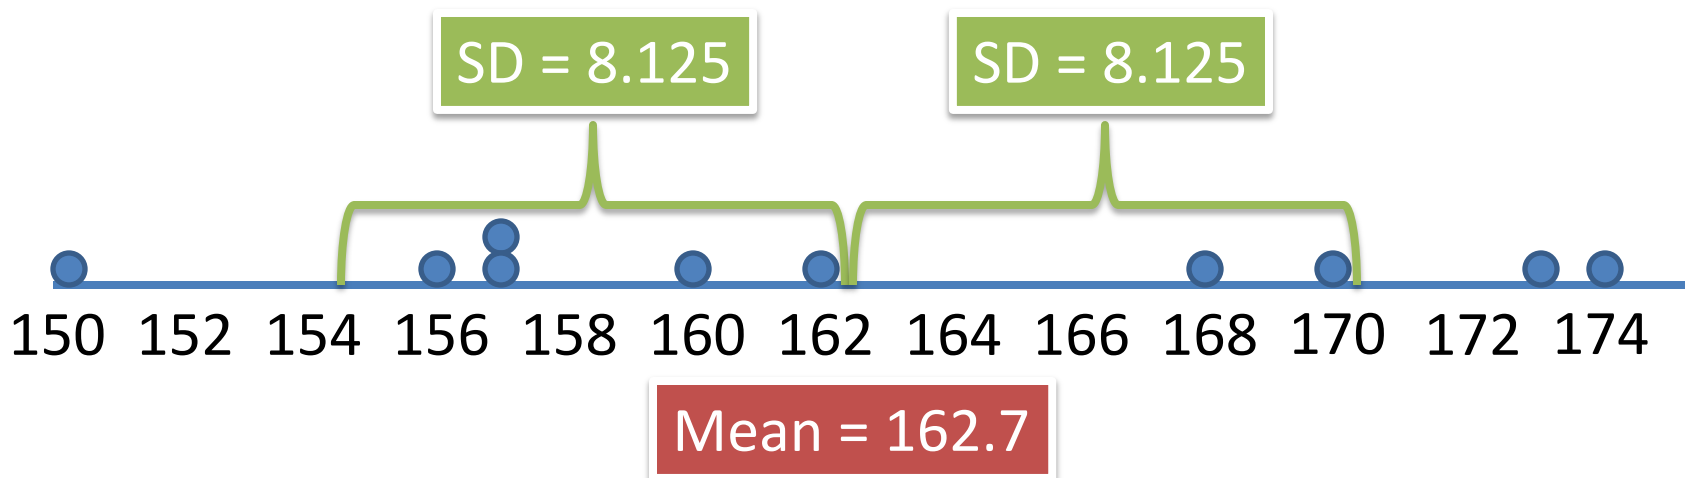 SD = 8.125 SD = 8.125
150 152 154 156 158 160 162 164 166 168 170 172 174
Mean = 162.7